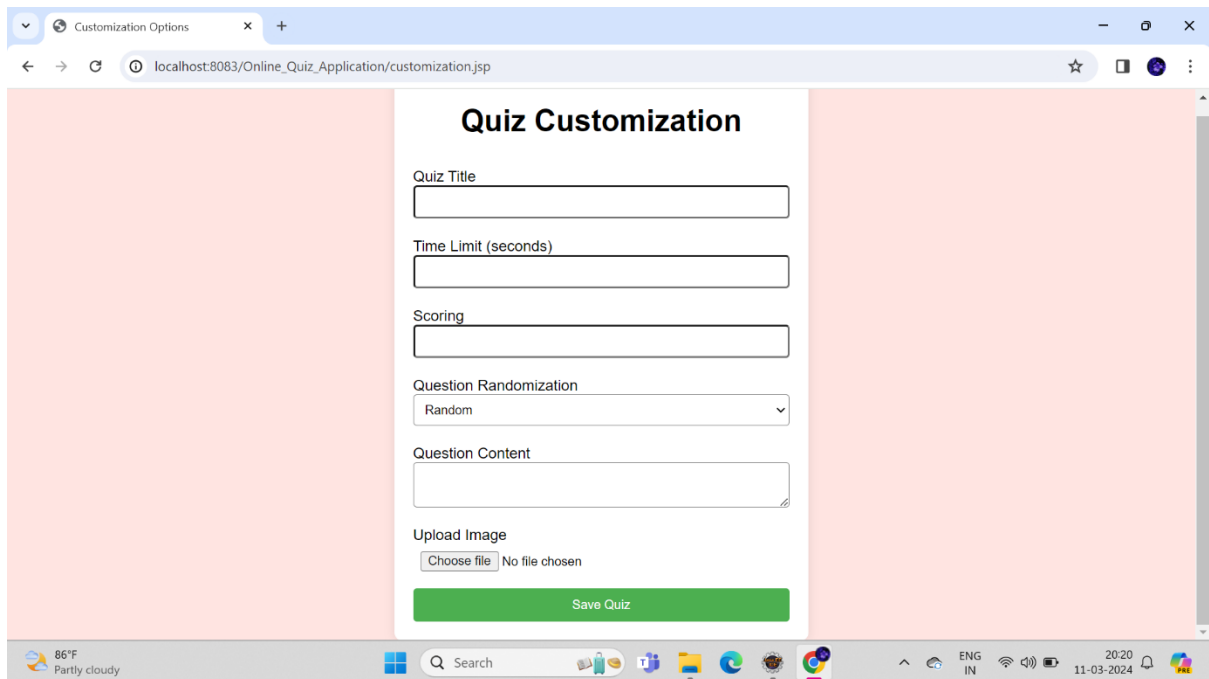 Customization Options
localhost:8083/Online_Quiz_Application/customization.jsp
Quiz Customization
Quiz Title
Time Limit (seconds)
Scoring
Question Randomization
Random
Question Content
Upload Image
Choose file No file chosen
Save Quiz
86°F
Partly cloudy
Search
ENG
IN
20:20
11-03-2024
PRE